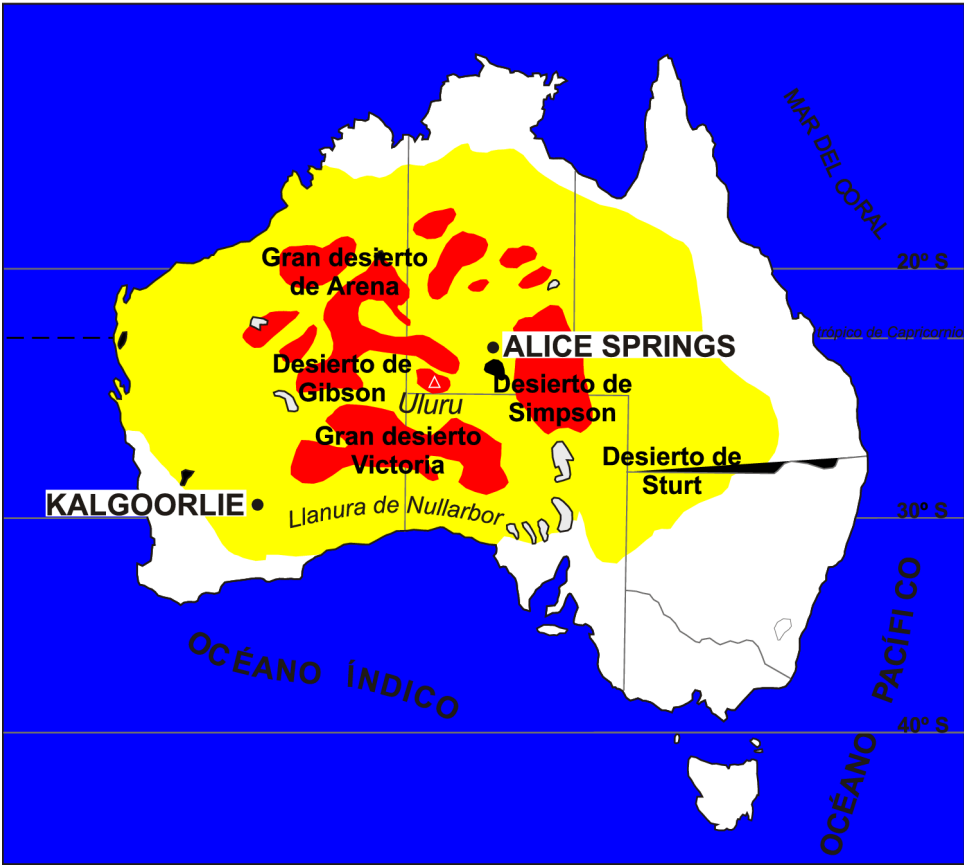 MAR DEL CORAL
Gran desierto
de Arena
20º S
trópico de Capricornio
ALICE SPRINGS
Desierto de
Gibson
Uluru
Desierto de
Simpson
Gran desierto
Victoria
Desierto de
Sturt
KALGOORLIE
Llanura de Nullarbor
30º S
OCÉANO ÍNDICO
OCÉANO PACÍFICO
40º S